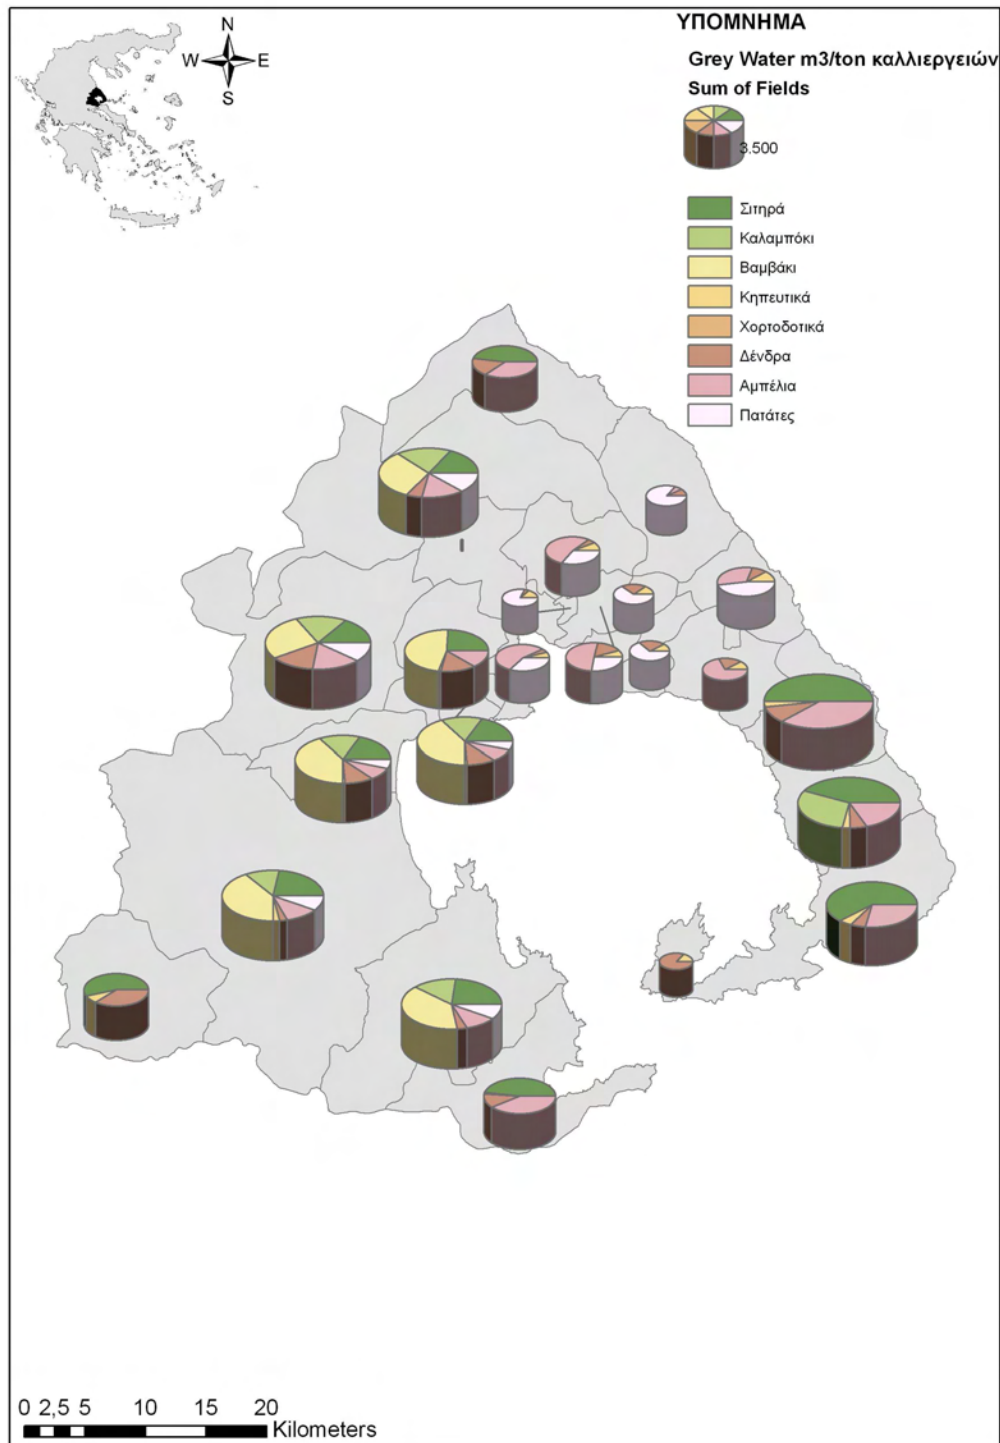 N
W E
S
ΥΠΟΜΝΗΜΑ
Grey Water m3/ton καλλιεργειών
Sum of Fields
3.500
Σιτηρά
Καλαμπόκι
Βαμβάκι
Κηπευτικά
Χορτοδοτικά
Δένδρα
Αμπέλια
Πατάτες
0 2,5 5 10 15 20
Kilometers